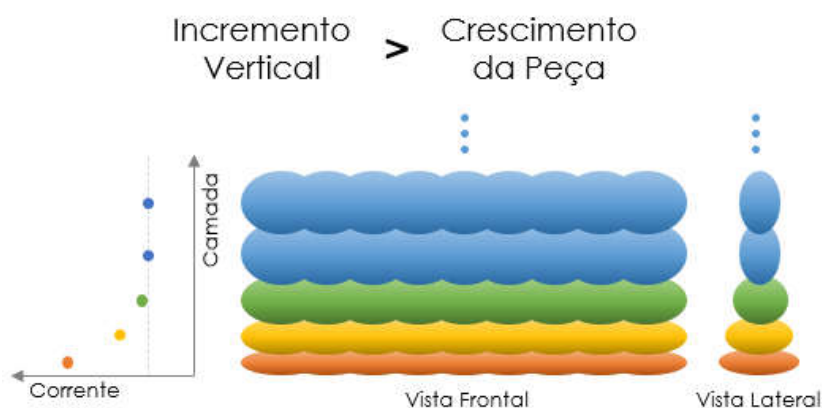 Incremento
Vertical
>
Crescimento
da Peça
Camada
Corrente
Vista Frontal
Vista Lateral